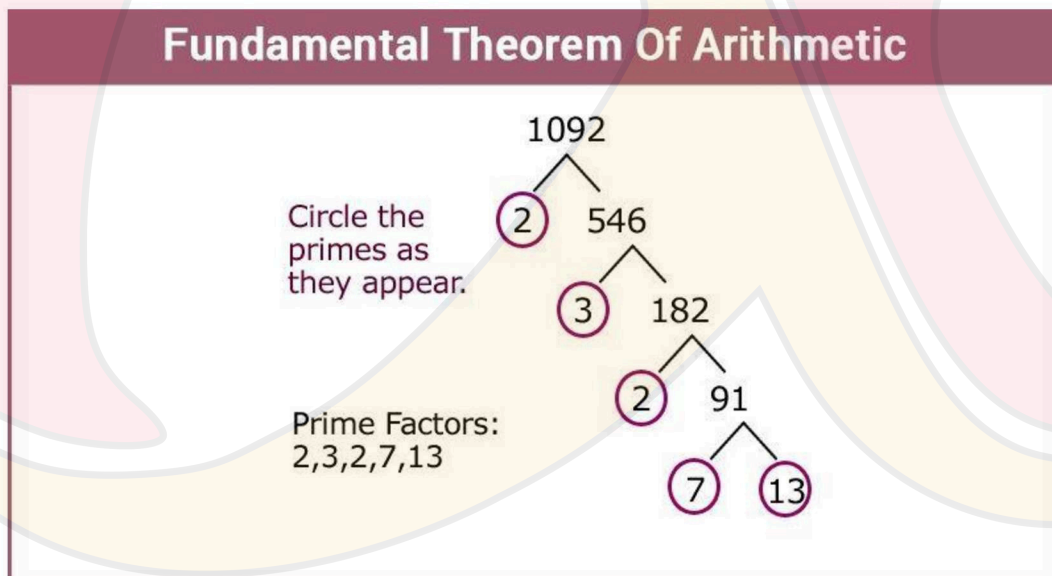 Fundamental Theorem Of Arithmetic
1092
2 546
Circle the
primes as
they appear.
3 182
2 91
Prime Factors:
2,3,2,7,13
7 13